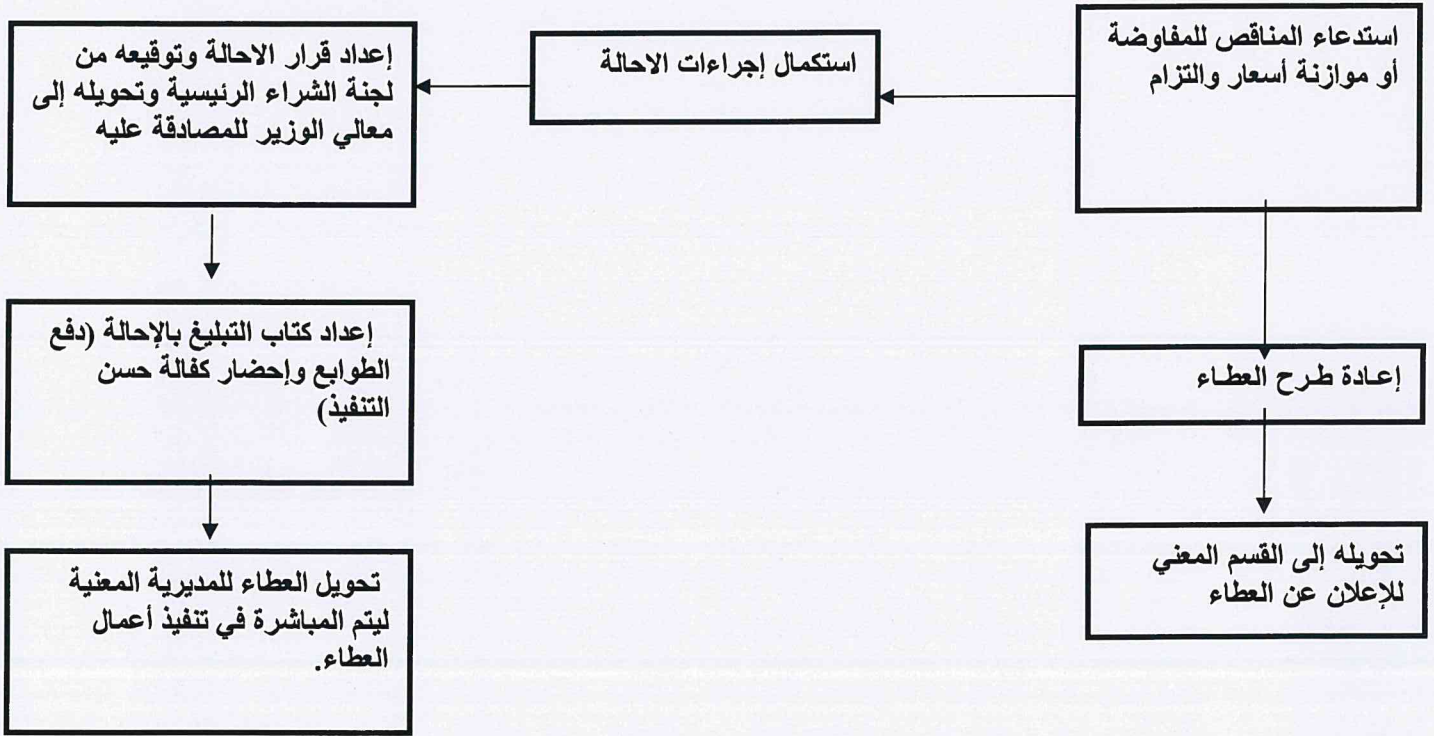 استدعاء المناقص للمفاوضة
أو موازنة أسعار والتزام
استكمال إجراءات الاحالة
إعداد قرار الاحالة وتوقيعه من
لجنة الشراء الرئيسية وتحويله إلى
معالي الوزير للمصادقة عليه
إعداد كتاب التبليغ بالإحالة (دفع
الطوابع وإحضار كفالة حسن
التنفيذ)
إعادة طرح العطاء
تحويله إلى القسم المعني
للإعلان عن العطاء
تحويل العطاء للمديرية المعنية
ليتم المباشرة في تنفيذ أعمال
العطاء.